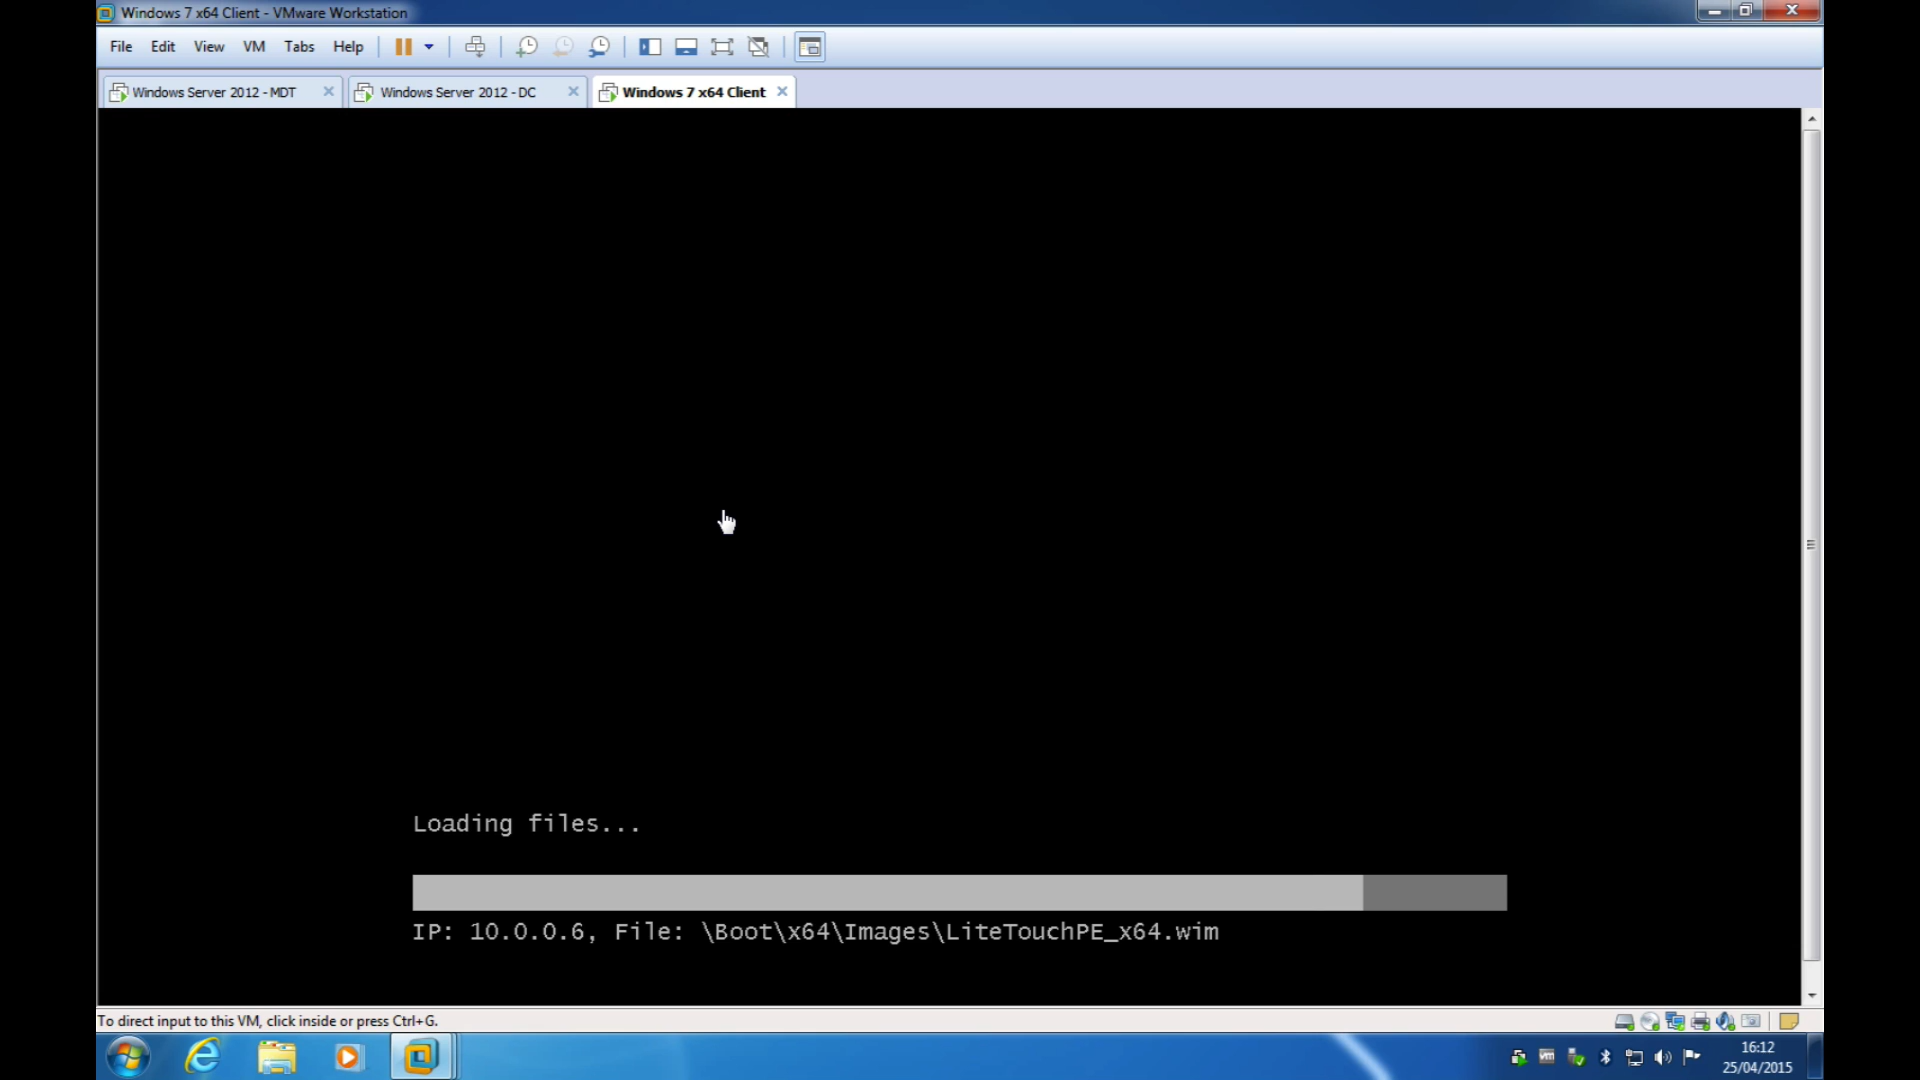 Windows 7 x64 Client - VMware Workstation
File Edit View VM Tabs Help
Windows Server 2012 - MDT Windows Server 2012 - DC Windows 7 x64 Client
Loading files...
IP: 10.0.0.6, File: \Boot\x64\Images\LiteTouchPE_x64.wim
To direct input to this VM, click inside or press Ctrl+G.
vm 16:12
25/04/2015